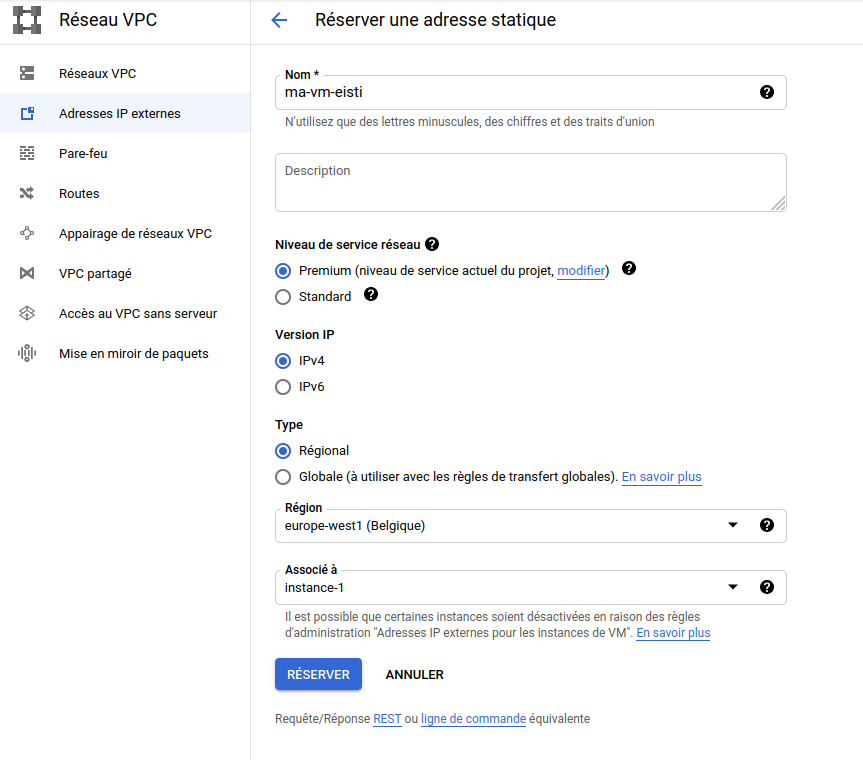 Réseau VPC
Réserver une adresse statique
Réseaux VPC
Adresses IP externes
Pare-feu
Routes
Appairage de réseaux VPC
VPC partagé
Accès au VPC sans serveur
Mise en miroir de paquets
Nom *
ma-vm-eisti
N'utilisez que des lettres minuscules, des chiffres et des traits d'union
Description
Niveau de service réseau
Premium (niveau de service actuel du projet, modifier)
Standard
Version IP
IPv4
IPv6
Type
Régional
Globale (à utiliser avec les règles de transfert globales). En savoir plus
Région
europe-west1 (Belgique)
Associé à
instance-1
Il est possible que certaines instances soient désactivées en raison des règles
d'administration "Adresses IP externes pour les instances de VM". En savoir plus
RÉSERVER ANNULER
Requête/Réponse REST ou ligne de commande équivalente